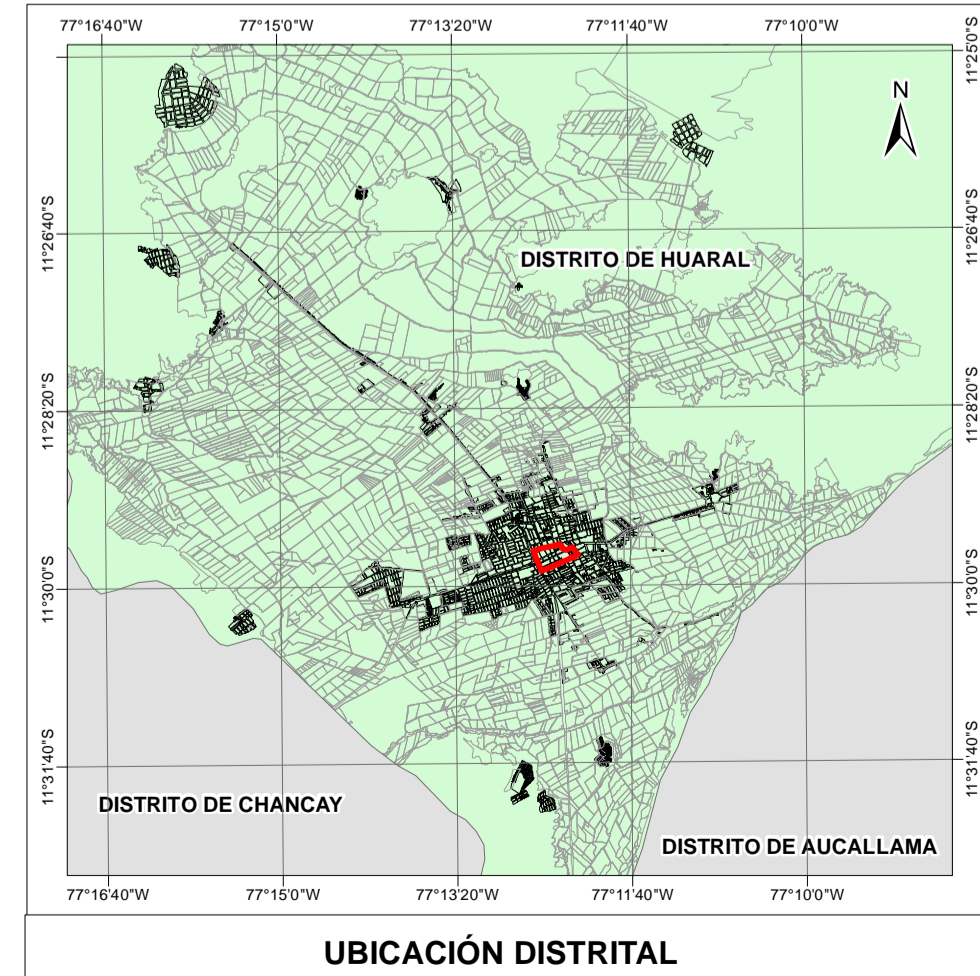 77°16'40"W 77°15'0"W 77°13'20"W 77°11'40"W 77°10'0"W
11°25'0"S
N
11°26'40"S 11°26'40"S
DISTRITO DE HUARAL
11°28'20"S 11°28'20"S
11°30'0"S 11°30'0"S
11°31'40"S 11°31'40"S
DISTRITO DE CHANCAY
DISTRITO DE AUCALLAMA
77°16'40"W 77°15'0"W 77°13'20"W 77°11'40"W 77°10'0"W
UBICACIÓN DISTRITAL